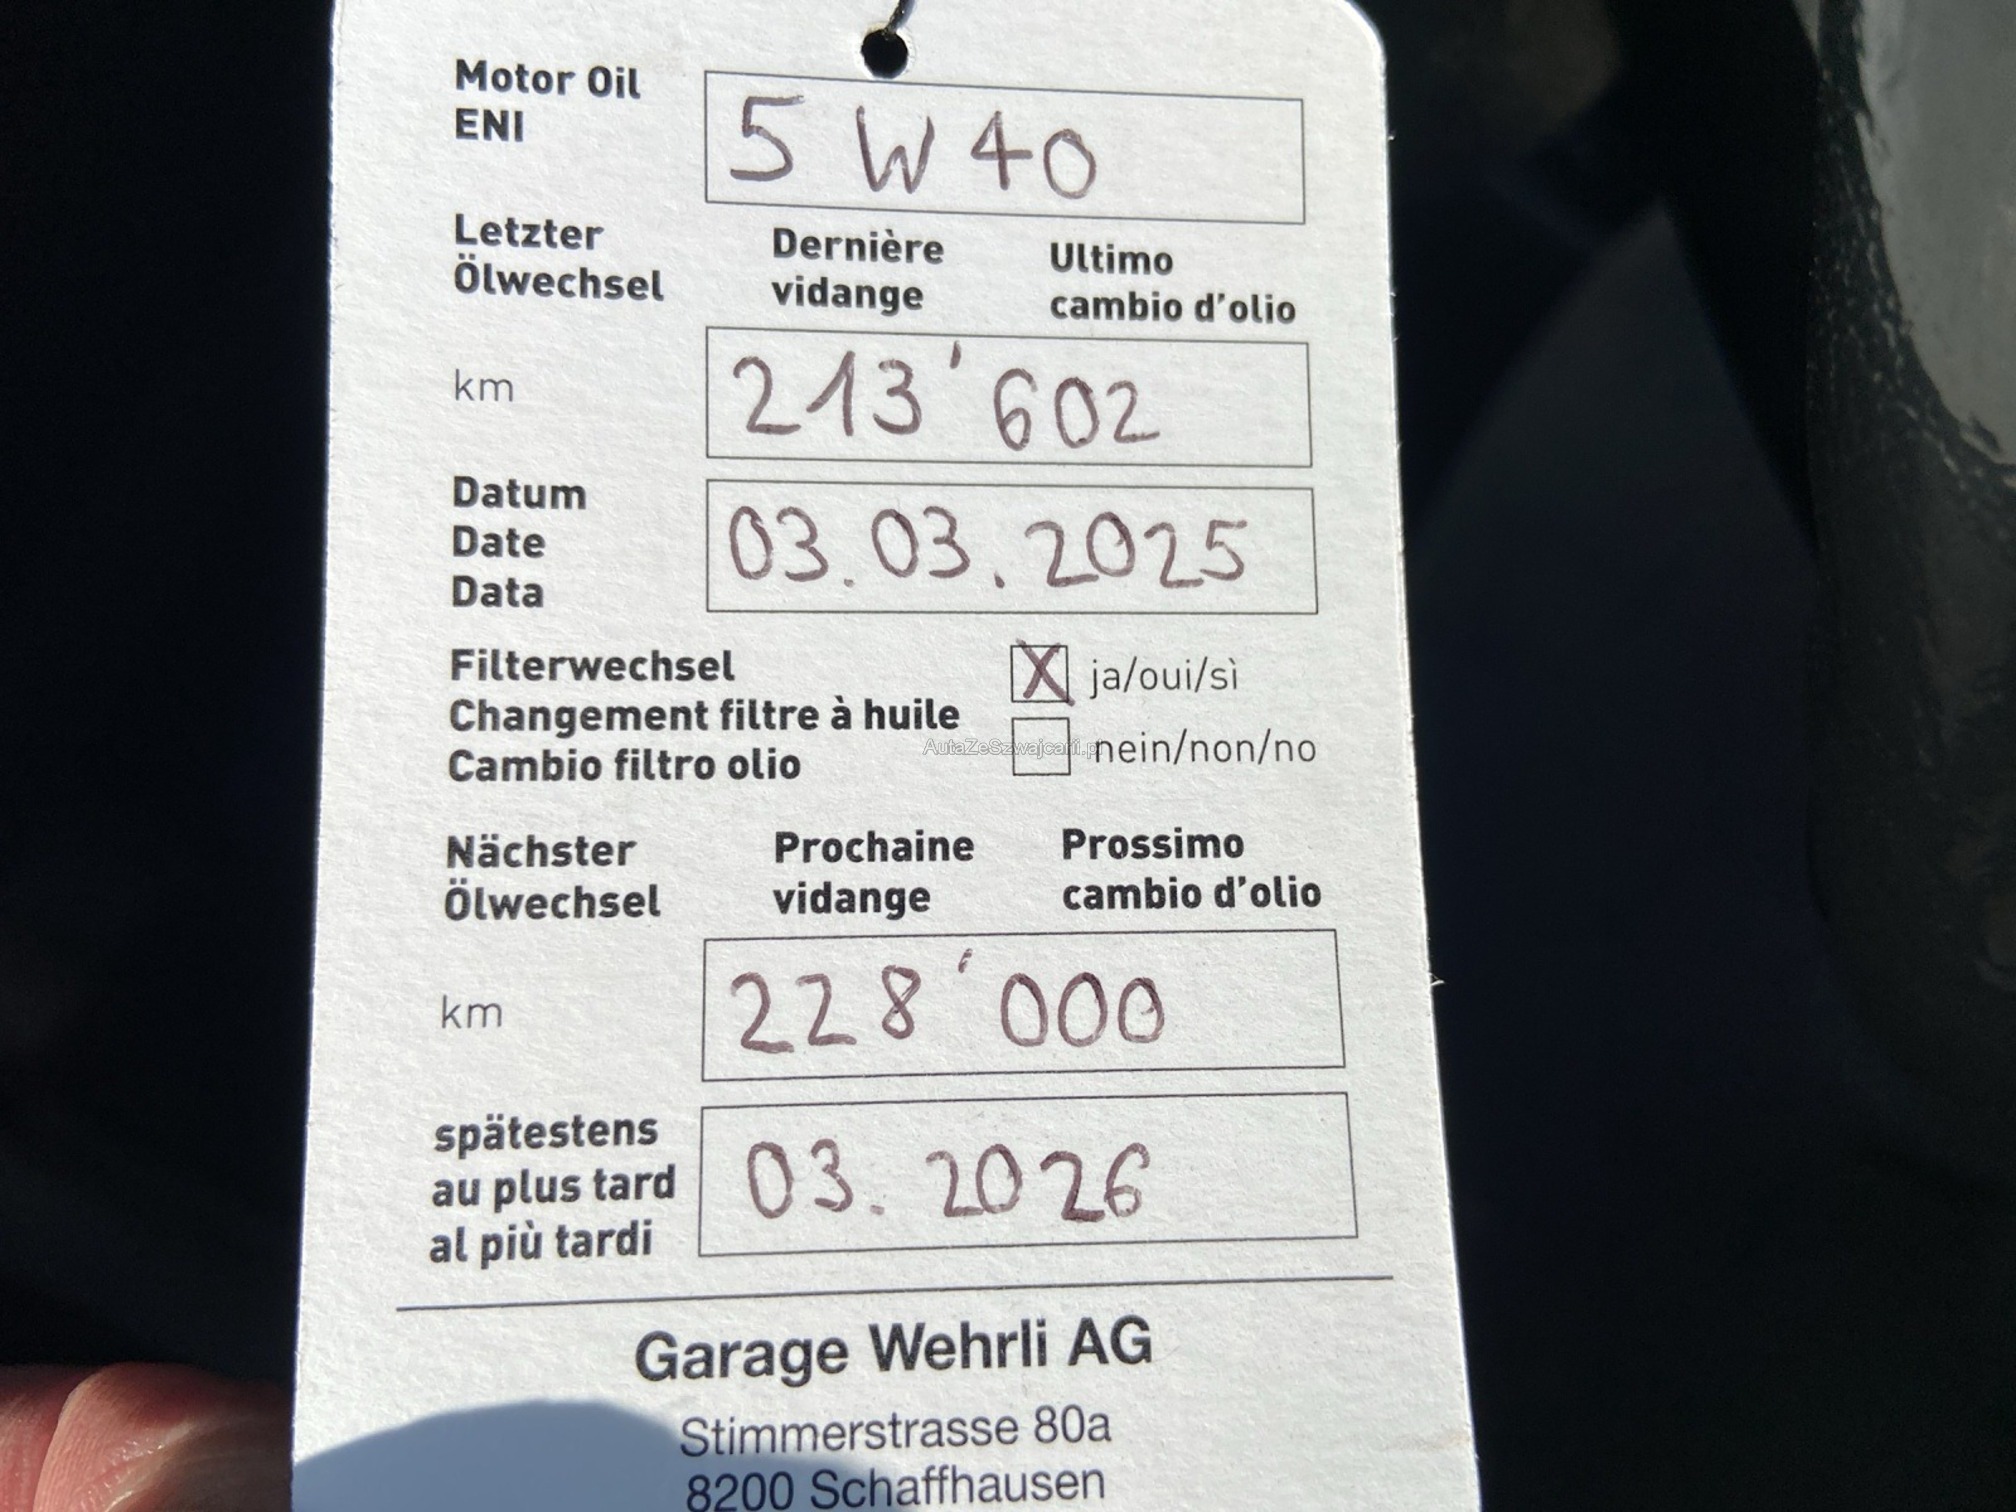 Motor Oil
ENI
5 W 40
Letzter
Ölwechsel
Dernière
vidange
Ultimo
cambio d'olio
km
213'602
Datum
Date
Data
03.03.2025
Filterwechsel
Changement filtre à huile
Cambio filtro olio
X ja/oui/sì
nein/non/no
AutaZeSzwajcarii.pl
Nächster
Ölwechsel
Prochaine
vidange
Prossimo
cambio d'olio
km
228'000
spätestens
au plus tard
al più tardi
03.2026
Garage Wehrli AG
Stimmerstrasse 80a
8200 Schaffhausen